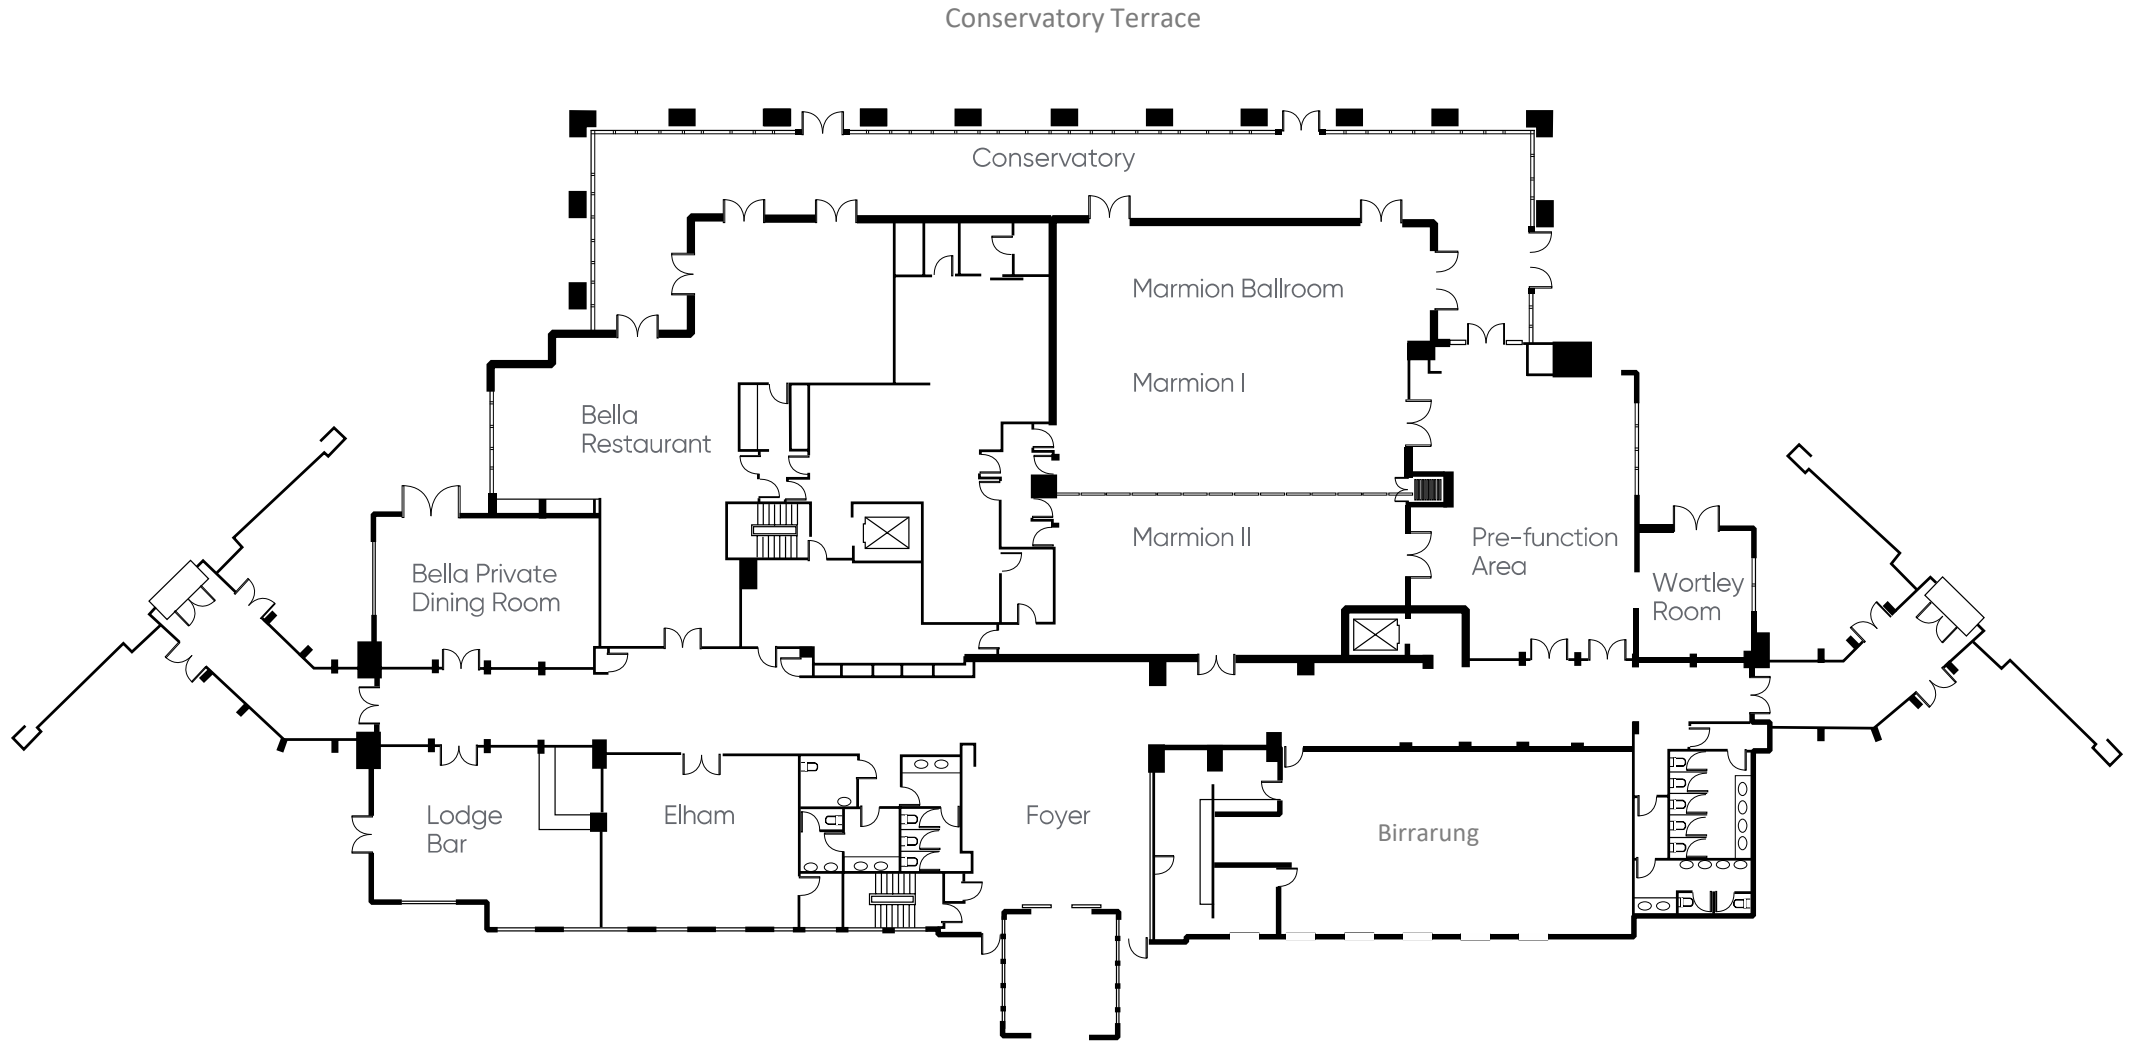 Conservatory Terrace
Conservatory
Marmion Ballroom
Marmion I
Bella
Restaurant
Marmion II
Pre-function
Area
Bella Private
Dining Room
Wortley
Room
Lodge
Bar
Elham
Foyer
Birrarung